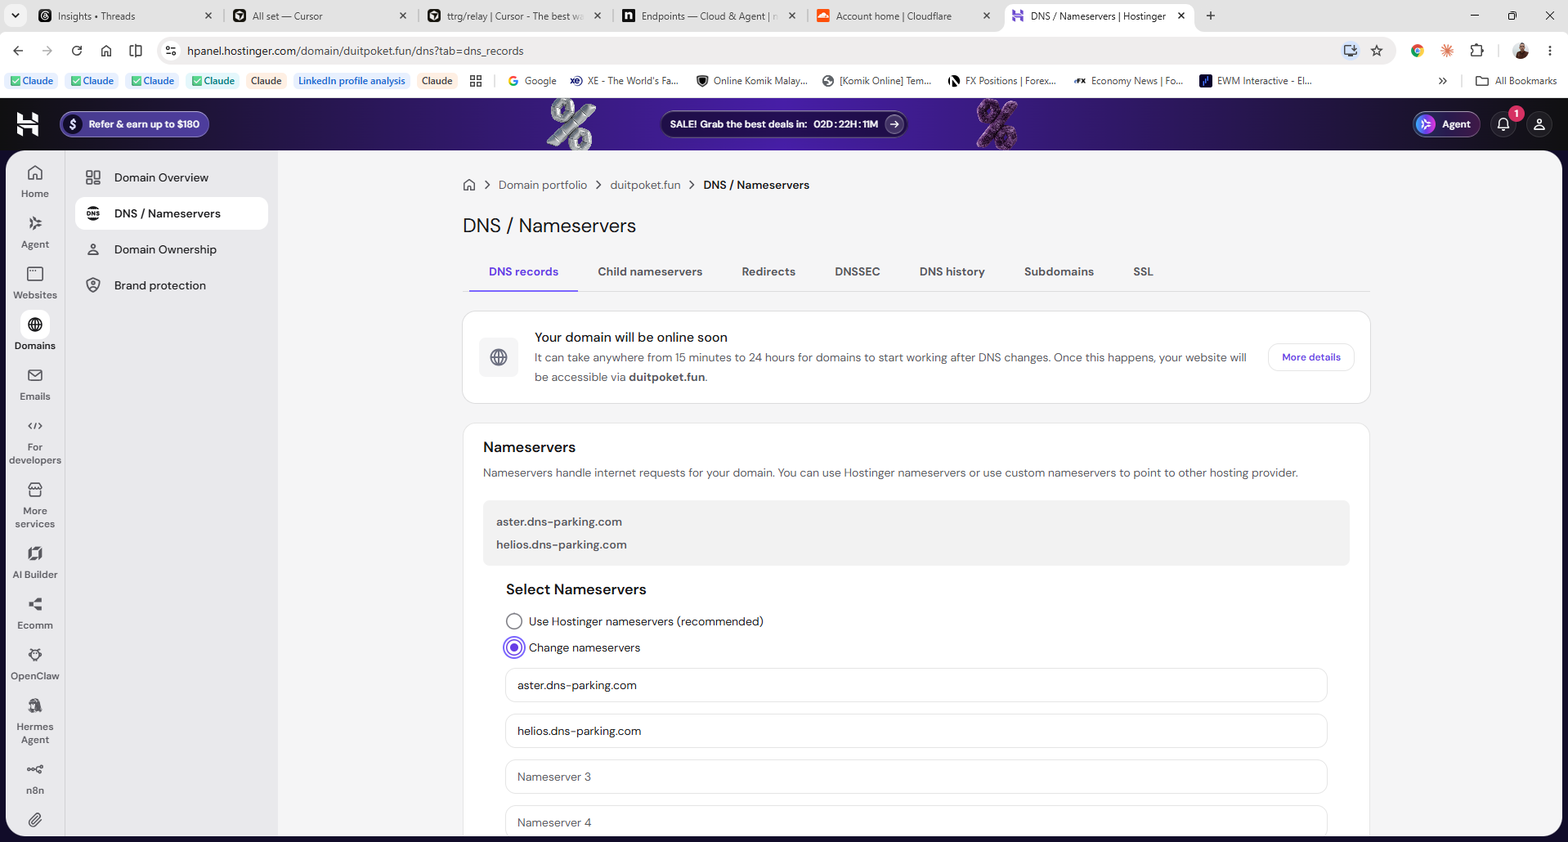 Insights • Threads
All set — Cursor
ttrg/relay | Cursor - The best wa
Endpoints — Cloud & Agent | n
Account home | Cloudflare
DNS / Nameservers | Hostinger
hpanel.hostinger.com/domain/duitpoket.fun/dns?tab=dns_records
Claude
Claude
Claude
Claude
Claude
LinkedIn profile analysis
Claude
Google
XE - The World's Fa...
Online Komik Malay...
[Komik Online] Tem...
FX Positions | Forex...
Economy News | Fo...
EWM Interactive - El...
All Bookmarks
Refer & earn up to $180
SALE! Grab the best deals in: 02D : 22H : 11M
Agent
1
Home
Agent
Websites
Domains
Emails
For
developers
More
services
AI Builder
Ecomm
OpenClaw
Hermes
Agent
n8n
Domain Overview
DNS / Nameservers
Domain Ownership
Brand protection
Domain portfolio
duitpoket.fun
DNS / Nameservers
DNS / Nameservers
DNS records
Child nameservers
Redirects
DNSSEC
DNS history
Subdomains
SSL
Your domain will be online soon
It can take anywhere from 15 minutes to 24 hours for domains to start working after DNS changes. Once this happens, your website will
be accessible via duitpoket.fun.
More details
Nameservers
Nameservers handle internet requests for your domain. You can use Hostinger nameservers or use custom nameservers to point to other hosting provider.
aster.dns-parking.com
helios.dns-parking.com
Select Nameservers
Use Hostinger nameservers (recommended)
Change nameservers
aster.dns-parking.com
helios.dns-parking.com
Nameserver 3
Nameserver 4